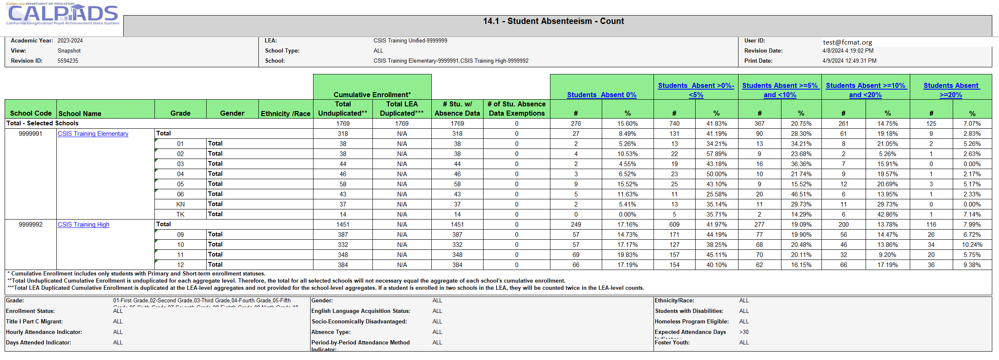 California DEPARTMENT OF EDUCATION
CALPADS
California Longitudinal Pupil Achievement Data System
14.1 - Student Absenteeism - Count
Academic Year: 2023-2024 LEA: CSIS Training Unified-9999999 User ID: test@fcmat.org
View: Snapshot School Type: ALL Revision Date: 4/8/2024 4:19:02 PM
Revision ID: 5594235 School: CSIS Training Elementary-9999991,CSIS Training High-9999992 Print Date: 4/9/2024 12:49:31 PM
Cumulative Enrollment* Students Absent 0% Students Absent >0%- <5% Students Absent >=5% and <10% Students Absent >=10% and <20% Students Absent >=20%
School Code School Name Grade Gender Ethnicity /Race Total Unduplicated** Total LEA Duplicated*** # Stu. w/ Absence Data # of Stu. Absence Data Exemptions # % # % # % # % # %
Total - Selected Schools 1769 1769 1769 0 276 15.60% 740 41.83% 367 20.75% 261 14.75% 125 7.07%
9999991 CSIS Training Elementary Total 318 N/A 318 0 27 8.49% 131 41.19% 90 28.30% 61 19.18% 9 2.83%
01 Total 38 N/A 38 0 2 5.26% 13 34.21% 13 34.21% 8 21.05% 2 5.26%
02 Total 38 N/A 38 0 4 10.53% 22 57.89% 9 23.68% 2 5.26% 1 2.63%
03 Total 44 N/A 44 0 2 4.55% 19 43.18% 16 36.36% 7 15.91% 0 0.00%
04 Total 46 N/A 46 0 3 6.52% 23 50.00% 10 21.74% 9 19.57% 1 2.17%
05 Total 58 N/A 58 0 9 15.52% 25 43.10% 9 15.52% 12 20.69% 3 5.17%
06 Total 43 N/A 43 0 5 11.63% 11 25.58% 20 46.51% 6 13.95% 1 2.33%
KN Total 37 N/A 37 0 2 5.41% 13 35.14% 11 29.73% 11 29.73% 0 0.00%
TK Total 14 N/A 14 0 0 0.00% 5 35.71% 2 14.29% 6 42.86% 1 7.14%
9999992 CSIS Training High Total 1451 N/A 1451 0 249 17.16% 609 41.97% 277 19.09% 200 13.78% 116 7.99%
09 Total 387 N/A 387 0 57 14.73% 171 44.19% 77 19.90% 56 14.47% 26 6.72%
10 Total 332 N/A 332 0 57 17.17% 127 38.25% 68 20.48% 46 13.86% 34 10.24%
11 Total 348 N/A 348 0 69 19.83% 157 45.11% 70 20.11% 32 9.20% 20 5.75%
12 Total 384 N/A 384 0 66 17.19% 154 40.10% 62 16.15% 66 17.19% 36 9.38%
* Cumulative Enrollment includes only students with Primary and Short-term enrollment statuses.
**Total Unduplicated Cumulative Enrollment is unduplicated for each aggregate level. Therefore, the total for all selected schools will not necessary equal the aggregate of each school's cumulative enrollment.
***Total LEA Duplicated Cumulative Enrollment is duplicated at the LEA-level aggregates and not provided for the school-level aggregates. If a student is enrolled in two schools in the LEA, they will be counted twice in the LEA-level counts.
Grade: 01-First Grade,02-Second Grade,03-Third Grade,04-Fourth Grade,05-Fifth Gender: ALL Ethnicity/Race: ALL
Enrollment Status: ALL English Language Acquisition Status: ALL Students with Disabilities: ALL
Title I Part C Migrant: ALL Socio-Economically Disadvantaged: ALL Homeless Program Eligible: ALL
Hourly Attendance Indicator: ALL Absence Type: ALL Expected Attendance Days >30
Days Attended Indicator: ALL Period-by-Period Attendance Method Indicator: ALL Foster Youth: ALL